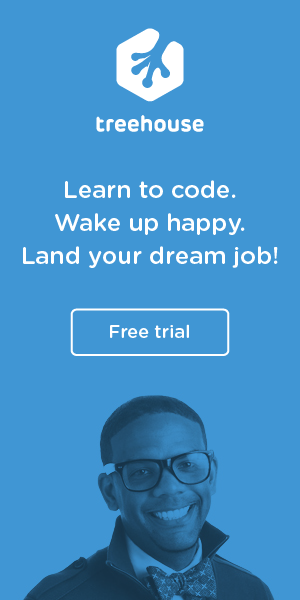 treehouse
Learn to code.
Wake up happy.
Land your dream job!
Free trial